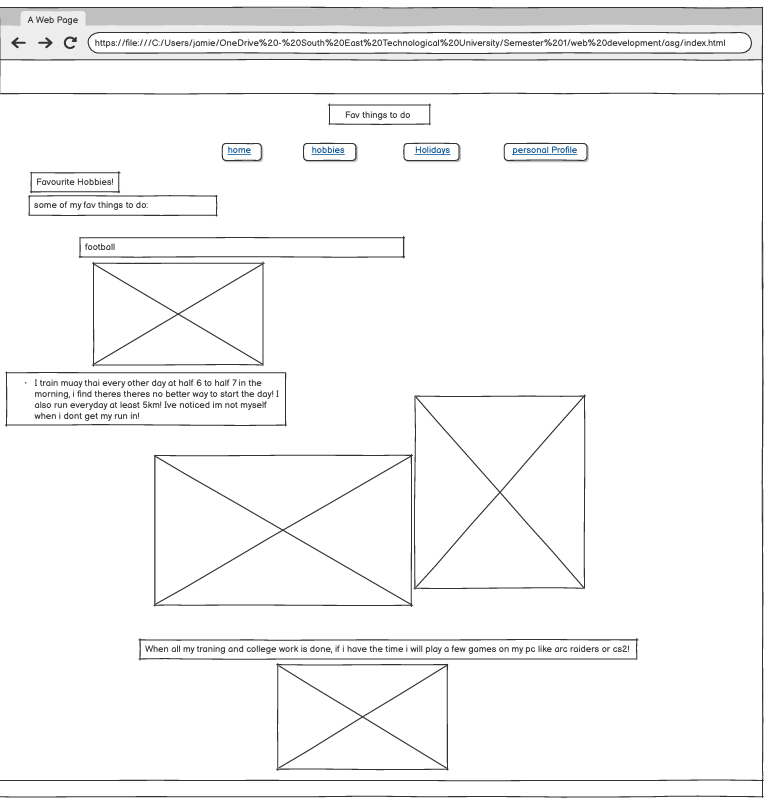 A Web Page
https://file:///C:/Users/jamie/OneDrive%20-%20South%20East%20Technological%20University/Semester%201/web%20development/asg/index.html
Fav things to do
home hobbies Holidays personal Profile
Favourite Hobbies!
some of my fav things to do:
football
· I train muay thai every other day at half 6 to half 7 in the
morning, i find theres theres no better way to start the day! I
also run everyday at least 5km! Ive noticed im not myself
when i dont get my run in!
When all my traning and college work is done, if i have the time i will play a few games on my pc like arc raiders or cs2!